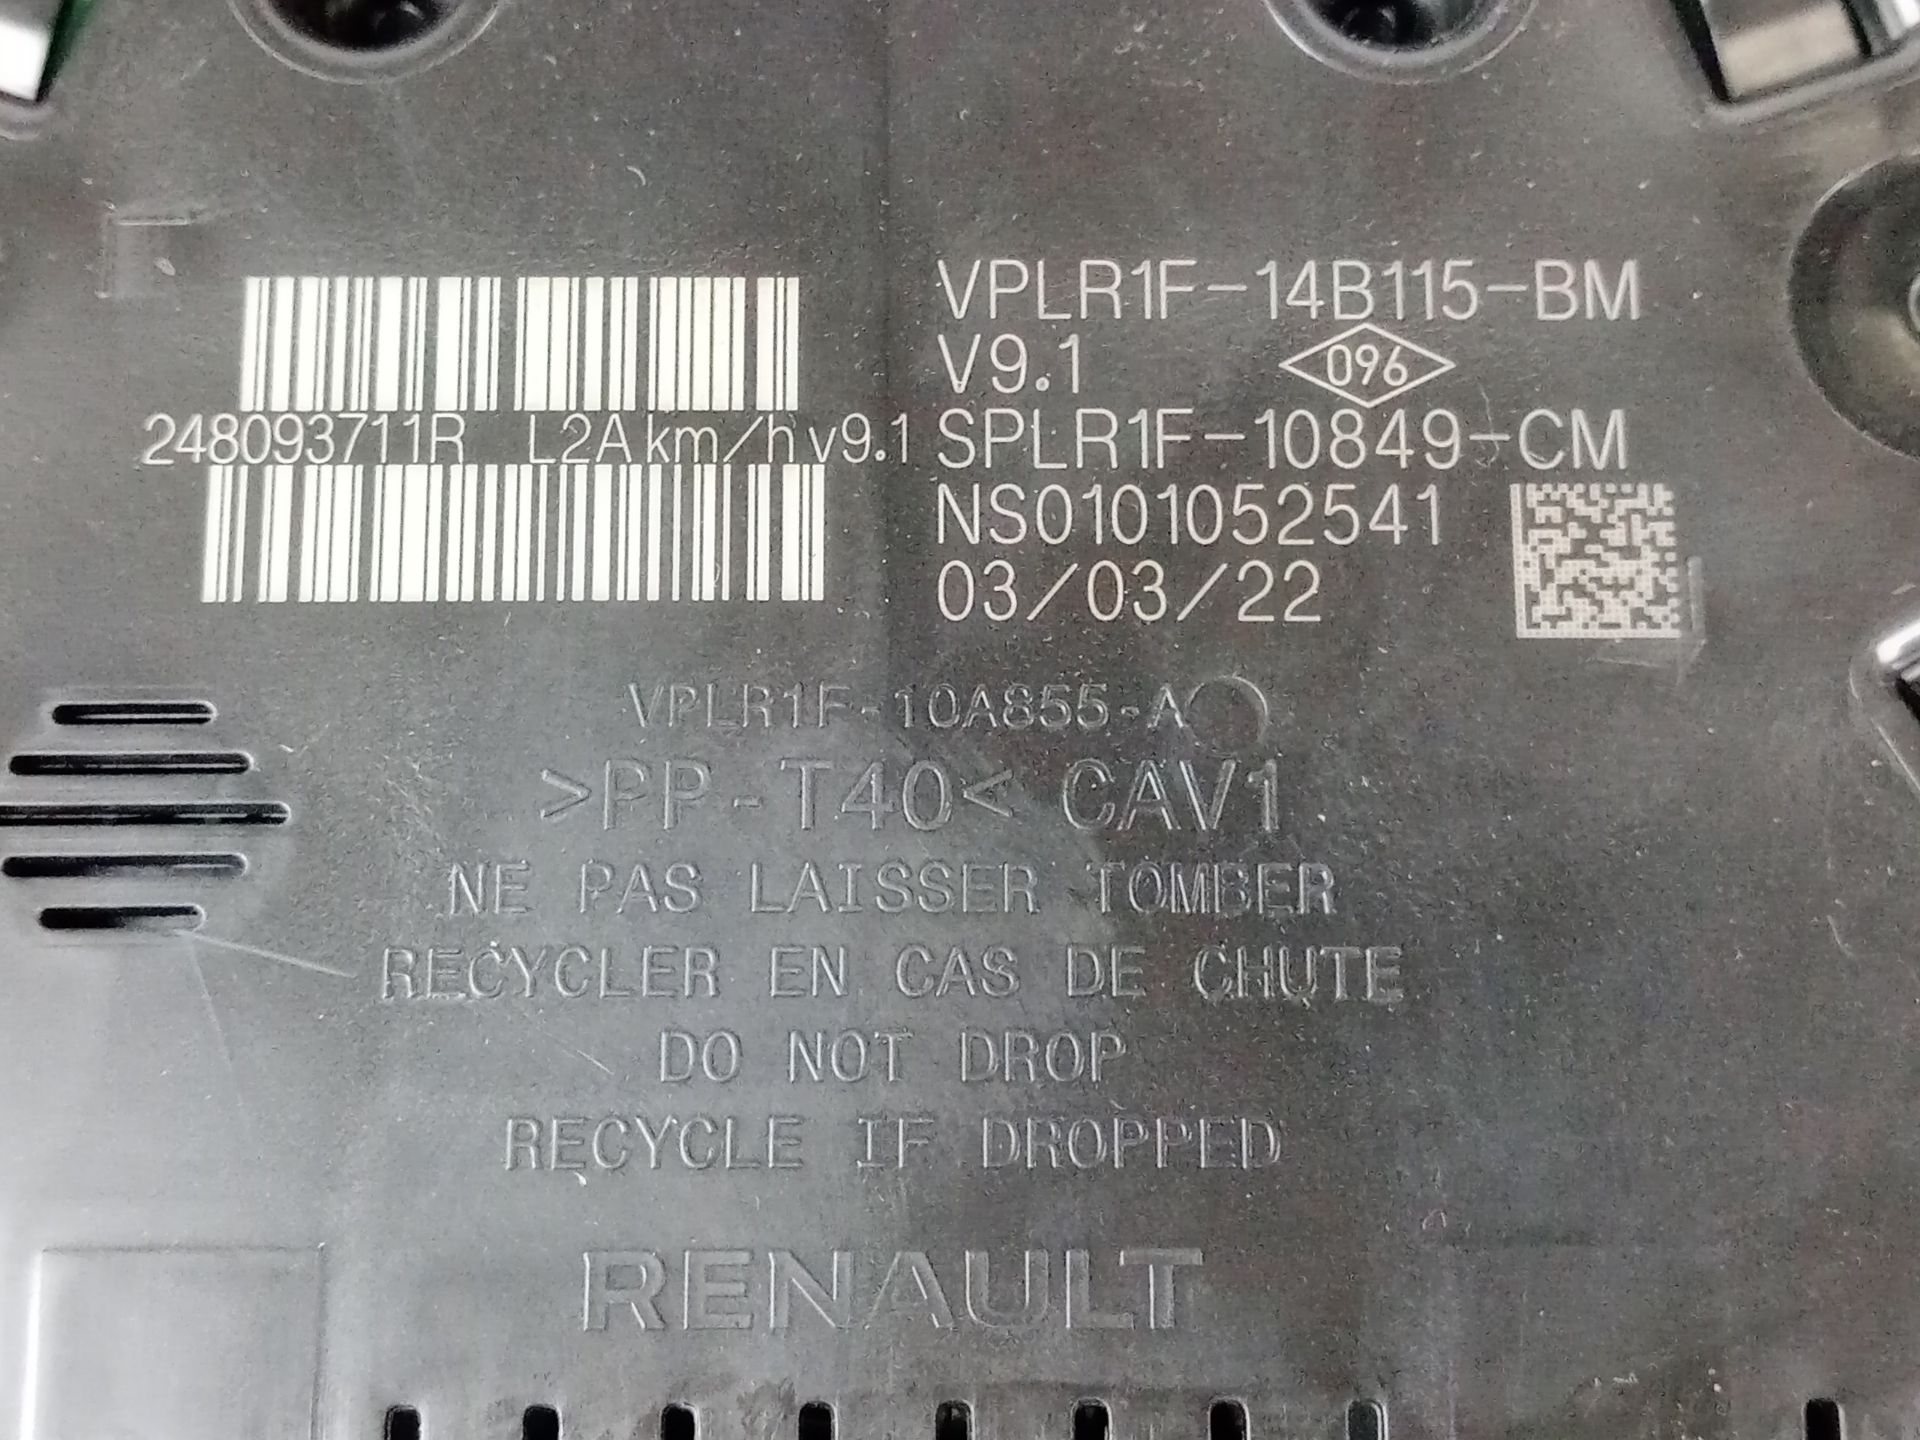 VPLR1F-14B115-BM
V9.1 096
248093711R L2A km/h v9.1 SPLR1F-10849-CM
NS0101052541
03/03/22
VPLR1F-10A855-A
>PP-T40< CAV1
NE PAS LAISSER TOMBER
RECYCLER EN CAS DE CHUTE
DO NOT DROP
RECYCLE IF DROPPED
RENAULT